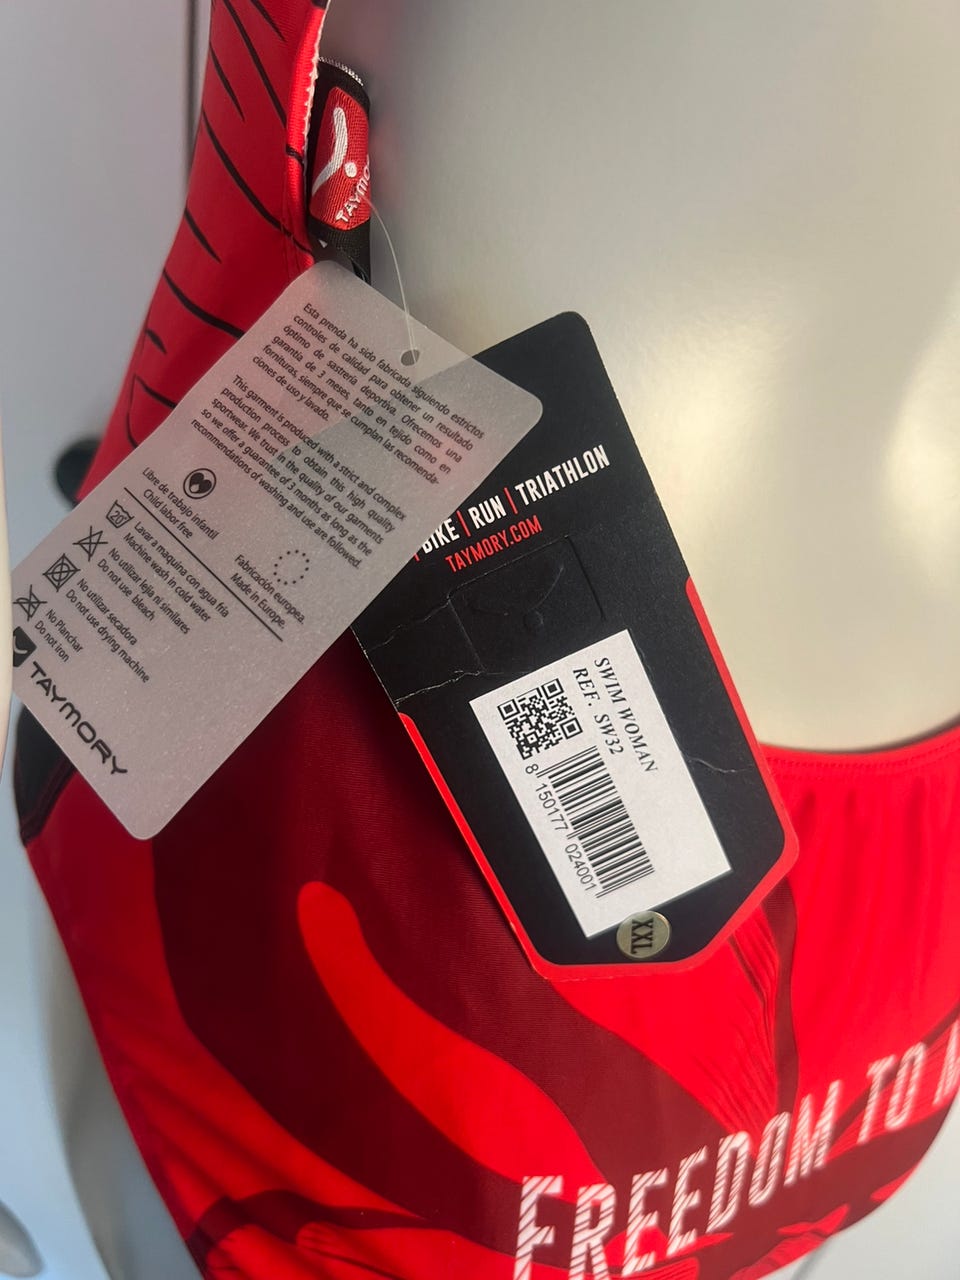 TAYMO
Esta prenda ha sido fabricada siguiendo estrictos
controles de calidad para obtener un resultado
óptimo de sastrería deportiva. Ofrecemos una
garantía de 3 meses, tanto en tejido como en
fornituras, siempre que se cumplan las recomenda-
ciones de uso y lavado.
This garment is produced with a strict and complex
production process to obtain this high quality
sportwear. We trust in the quality of our garments
so we offer a guarantee of 3 months as long as the
recommendations of washing and use are followed.
Libre de trabajo infantil
Child labor free
Fabricación europea.
Made in Europe.
20
Lavar a maquina con agua fria
Machine wash in cold water
No utilizar lejia ni similares
Do not use bleach
No utilizar secadora
Do not use drying machine
No Planchar
Do not iron
TAYMORY
BIKE | RUN | TRIATHLON
TAYMORY.COM
SWIM WOMAN
REF. SW32
8 150177 024001
XXL
FREEDOM TO